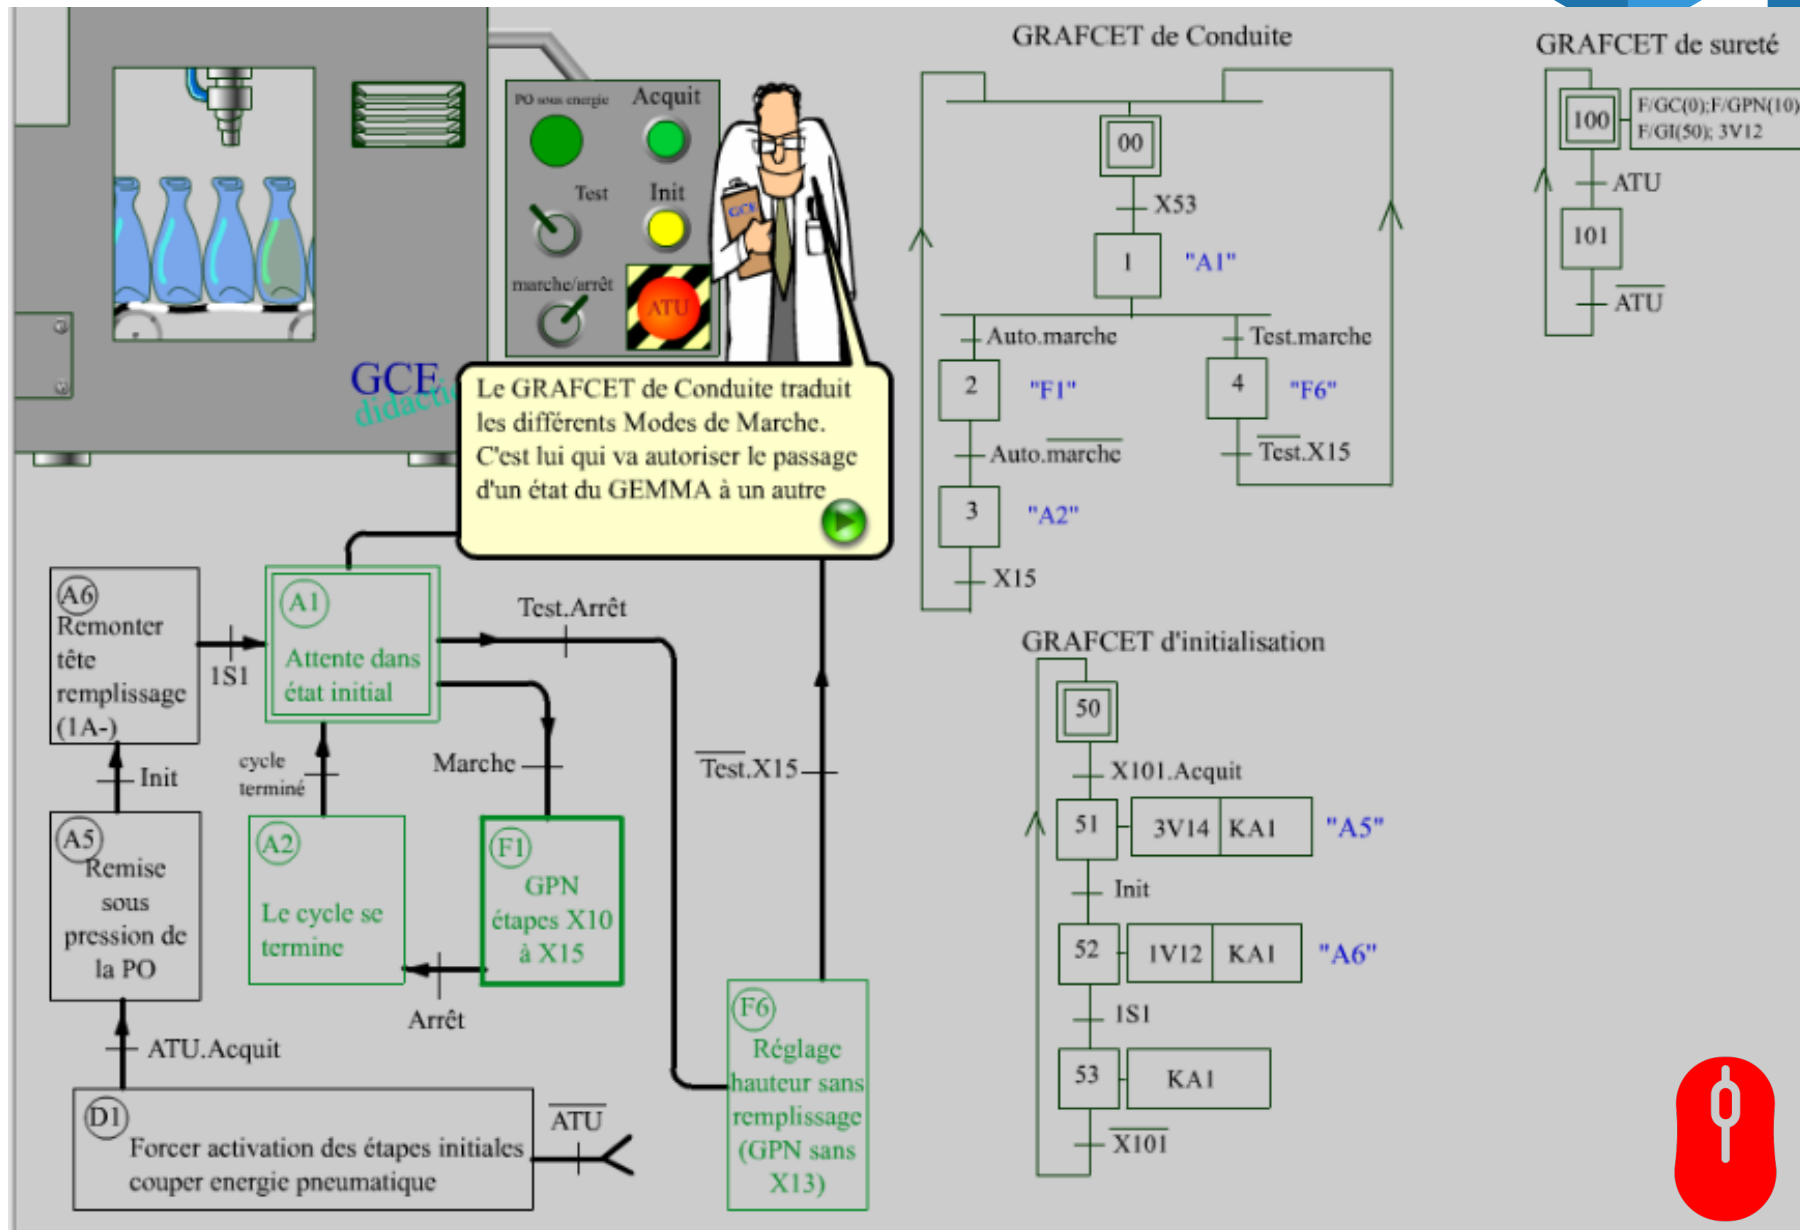 PO sous energie
Acquit
Test
Init
marche/arrêt
ATU
GCE
GCE
didactic
Le GRAFCET de Conduite traduit
les différents Modes de Marche.
C'est lui qui va autoriser le passage
d'un état du GEMMA à un autre
A6
Remonter
tête
remplissage
(1A-)
1S1
A1
Attente dans
état initial
Test.Arrêt
Init
cycle
terminé
Marche
Test.X15
A5
Remise
sous
pression de
la PO
A2
Le cycle se
termine
F1
GPN
étapes X10
à X15
Arrêt
ATU.Acquit
F6
Réglage
hauteur sans
remplissage
(GPN sans
X13)
D1
Forcer activation des étapes initiales
couper energie pneumatique
ATU
GRAFCET de Conduite
00
X53
1 "A1"
Auto.marche
Test.marche
2 "F1"
4 "F6"
Auto.marche
Test.X15
3 "A2"
X15
GRAFCET de sureté
100
F/GC(0);F/GPN(10)
F/GI(50); 3V12
ATU
101
ATU
GRAFCET d'initialisation
50
X101.Acquit
51 3V14 KA1 "A5"
Init
52 1V12 KA1 "A6"
1S1
53 KA1
X101